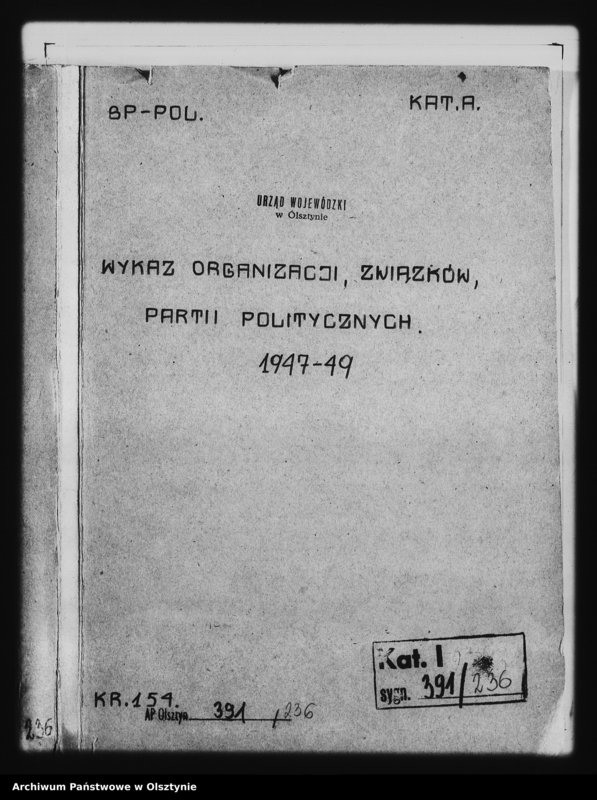 SP-POL.
KAT.A.
URZĄD WOJEWÓDZKI
w Olsztynie
WYKAZ ORGANIZACJI, ZWIĄZKÓW,
PARTII POLITYCZNYCH.
1947-49
Kat. I
sygn. 391/236
KR.154.
AP Olsztyn 391/236
236
Archiwum Państwowe w Olsztynie